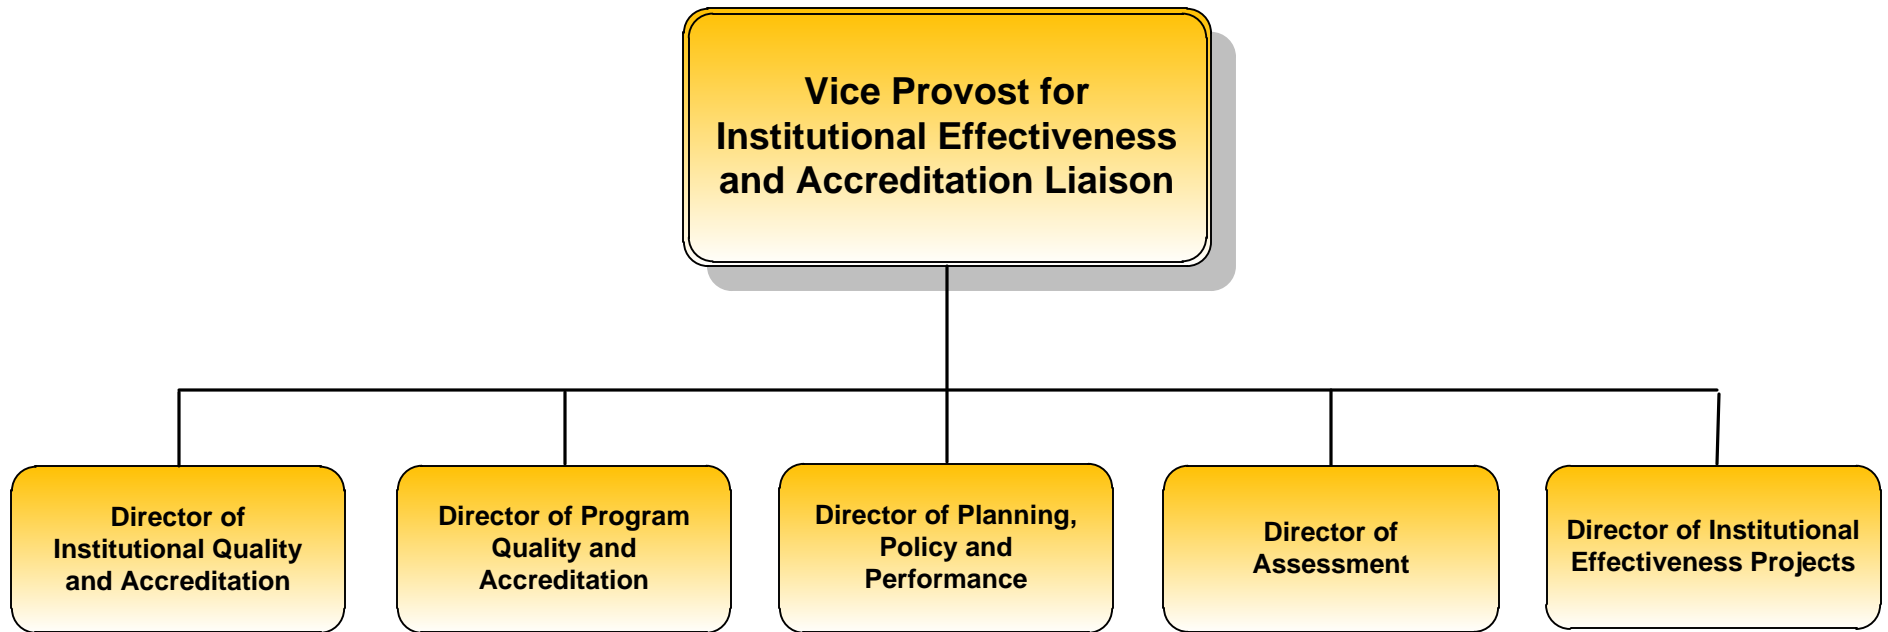 Vice Provost for
Institutional Effectiveness
and Accreditation Liaison
Director of
Institutional Quality
and Accreditation
Director of Program
Quality and
Accreditation
Director of Planning,
Policy and
Performance
Director of
Assessment
Director of Institutional
Effectiveness Projects